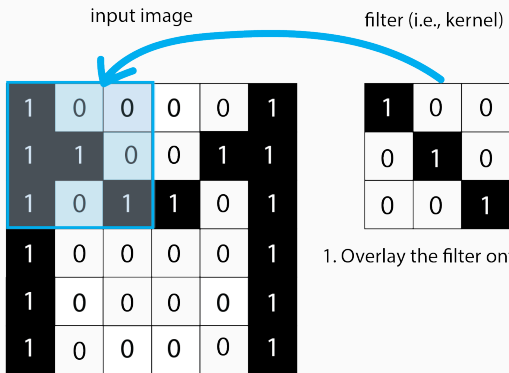 input image
filter (i.e., kernel)
1 0 0 0 0 1
1 1 0 0 1 1
1 0 1 1 0 1
1 0 0 0 0 1
1 0 0 0 0 1
1 0 0 0 0 1
1 0 0
0 1 0
0 0 1
1. Overlay the filter on